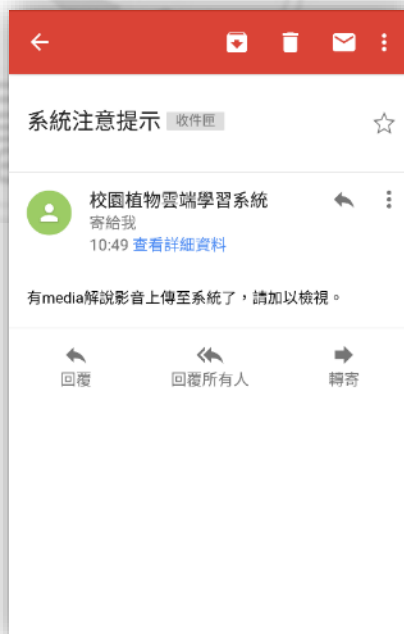 系統注意提示 收件匣
校園植物雲端學習系統
寄給我
10:49 查看詳細資料
有media解說影音上傳至系統了，請加以檢視。
回覆 回覆所有人 轉寄